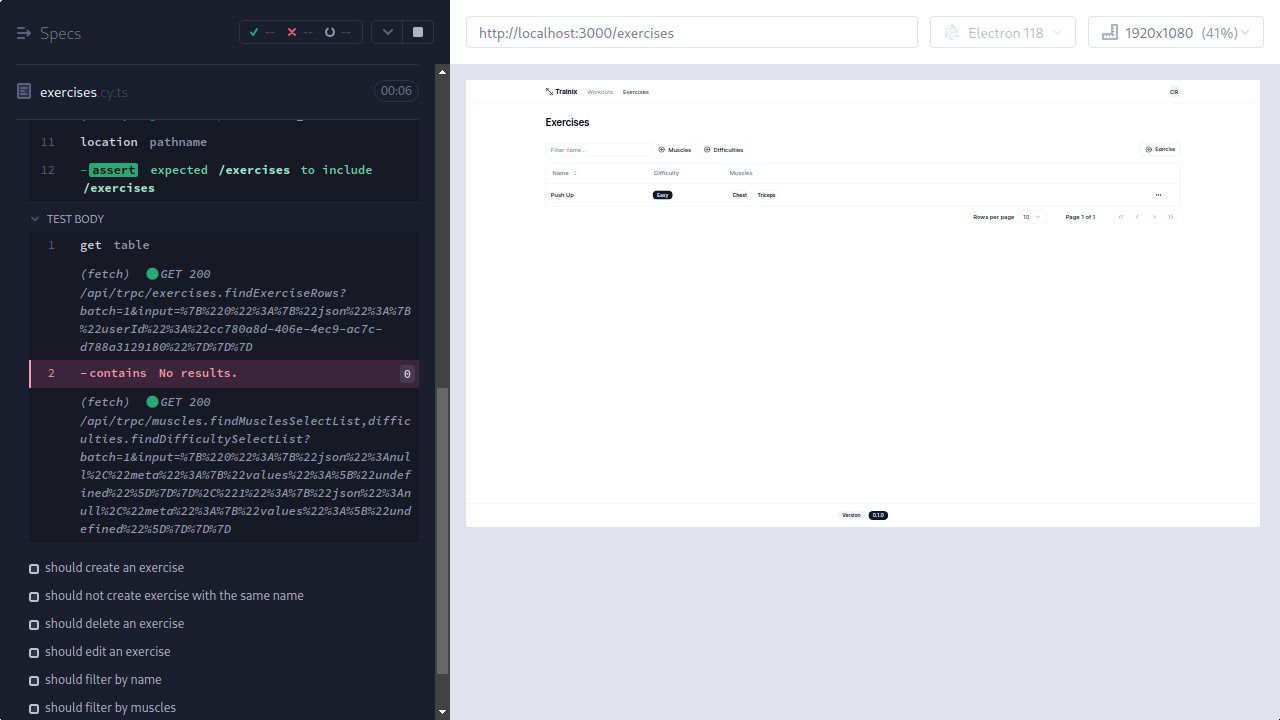 Specs
--
--
--
http://localhost:3000/exercises
Electron 118
1920x1080 (41%)
exercises.cy.ts
00:06
11 location pathname
12 -assert expected /exercises to include
/exercises
TEST BODY
1 get table
(fetch) GET 200
/api/trpc/exercises.findExerciseRows?
batch=1&input=%7B%220%22%3A%7B%22json%22%3A%7B
%22userId%22%3A%22cc780a8d-406e-4ec9-ac7c-
d788a3129180%22%7D%7D%7D
2 -contains No results. 0
(fetch) GET 200
/api/trpc/muscles.findMusclesSelectList,diffic
ulties.findDifficultySelectList?
batch=1&input=%7B%220%22%3A%7B%22json%22%3Anul
l%2C%22meta%22%3A%7B%22values%22%3A%5B%22undef
ined%22%5D%7D%7D%2C%221%22%3A%7B%22json%22%3An
ull%2C%22meta%22%3A%7B%22values%22%3A%5B%22und
efined%22%5D%7D%7D%7D
should create an exercise
should not create exercise with the same name
should delete an exercise
should edit an exercise
should filter by name
should filter by muscles
Trainix Workouts Exercises CR
Exercises
Filter name... Muscles Difficulties Exercise
Name Difficulty Muscles
Push Up Easy Chest Triceps ...
Rows per page 10 Page 1 of 1
Version 0.1.0